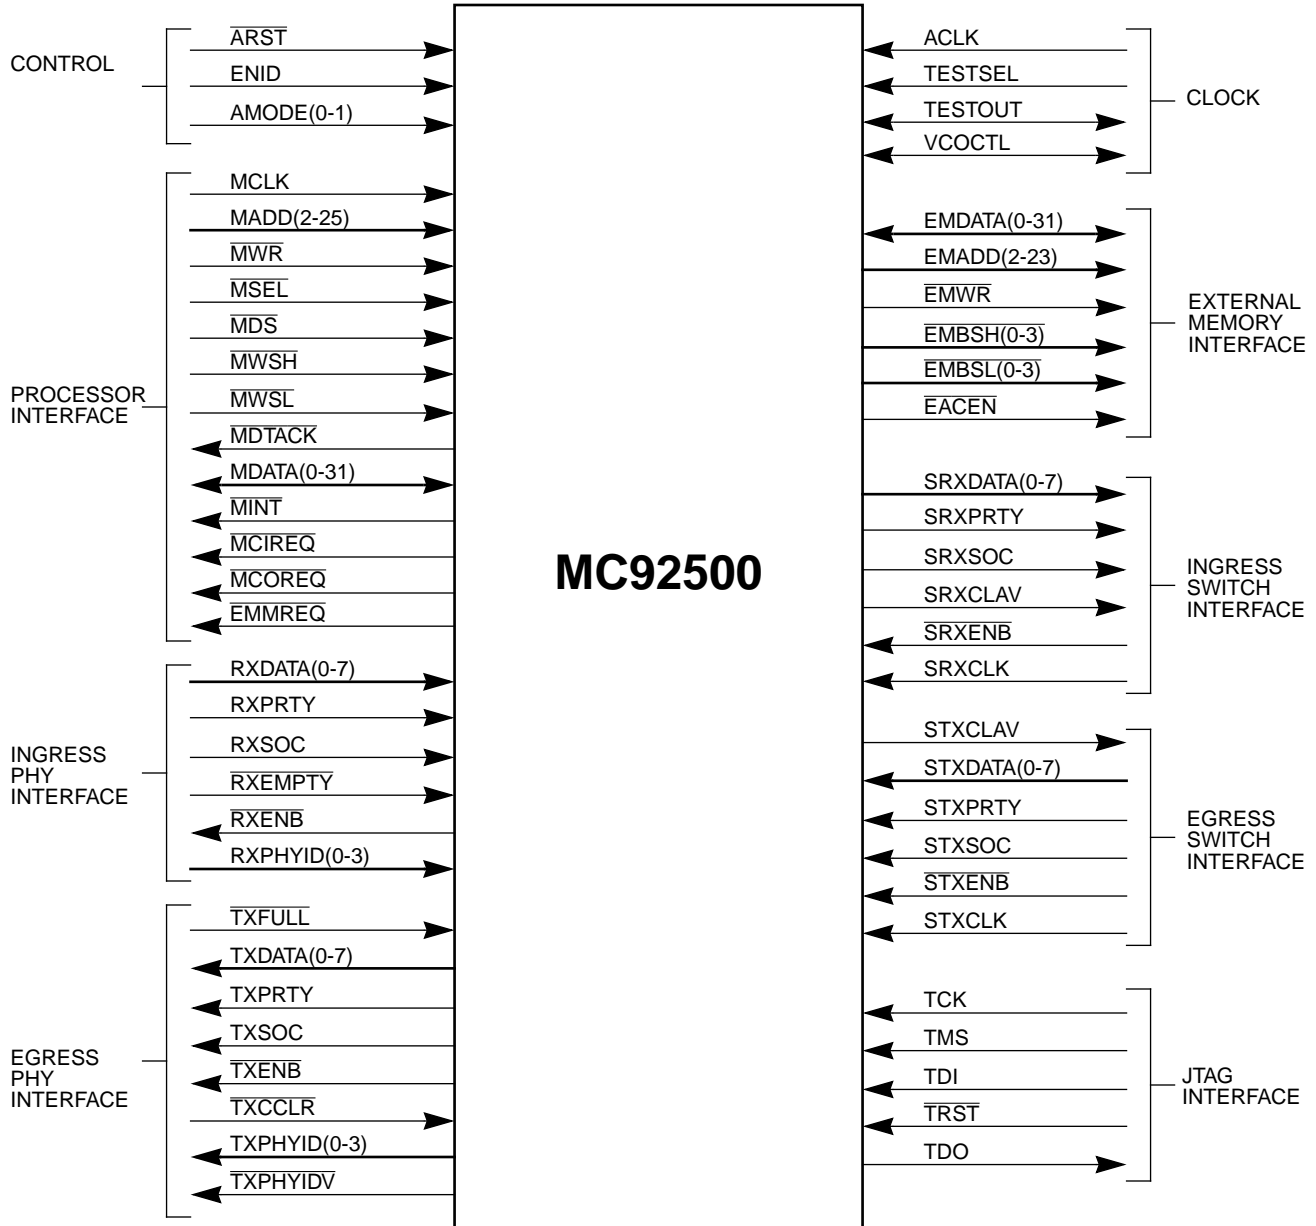 CONTROL
ARST
ENID
AMODE(0-1)
PROCESSOR
INTERFACE
MCLK
MADD(2-25)
MWR
MSEL
MDS
MWSH
MWSL
MDTACK
MDATA(0-31)
MINT
MCIREQ
MCOREQ
EMMREQ
INGRESS
PHY
INTERFACE
RXDATA(0-7)
RXPRTY
RXSOC
RXEMPTY
RXENB
RXPHYID(0-3)
EGRESS
PHY
INTERFACE
TXFULL
TXDATA(0-7)
TXPRTY
TXSOC
TXENB
TXCCLR
TXPHYID(0-3)
TXPHYIDV
MC92500
ACLK
TESTSEL
TESTOUT
VCOCTL
CLOCK
EMDATA(0-31)
EMADD(2-23)
EMWR
EMBSH(0-3)
EMBSL(0-3)
EACEN
EXTERNAL
MEMORY
INTERFACE
SRXDATA(0-7)
SRXPRTY
SRXSOC
SRXCLAV
SRXENB
SRXCLK
INGRESS
SWITCH
INTERFACE
STXCLAV
STXDATA(0-7)
STXPRTY
STXSOC
STXENB
STXCLK
EGRESS
SWITCH
INTERFACE
TCK
TMS
TDI
TRST
TDO
JTAG
INTERFACE